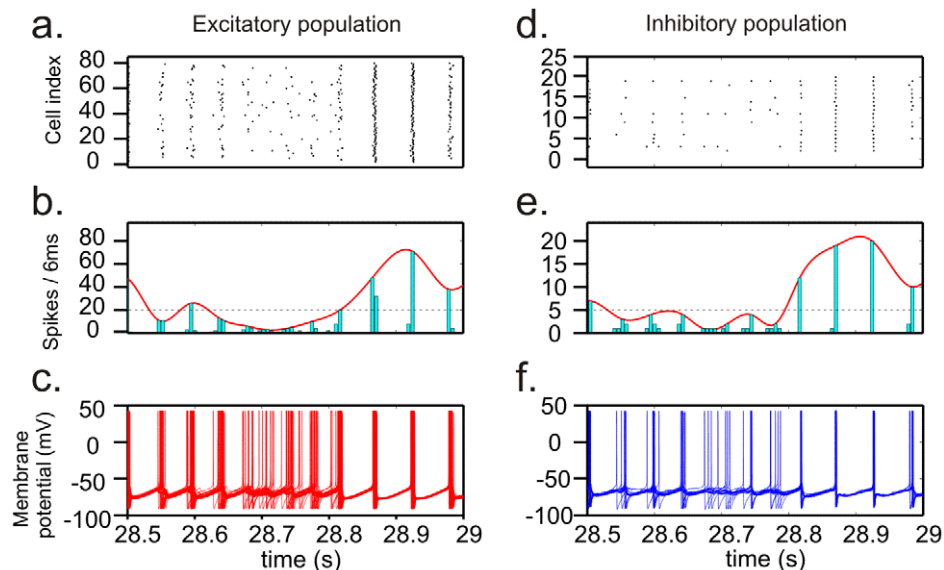 a.
Excitatory population
Cell index
80
60
40
20
0
b.
Spikes / 6ms
80
60
40
20
0
c.
Membrane
potential (mV)
50
0
-50
-100
28.5 28.6 28.7 28.8 28.9 29
time (s)
d.
Inhibitory population
25
20
15
10
5
0
e.
20
15
10
5
0
f.
50
0
-50
-100
28.5 28.6 28.7 28.8 28.9 29
time (s)